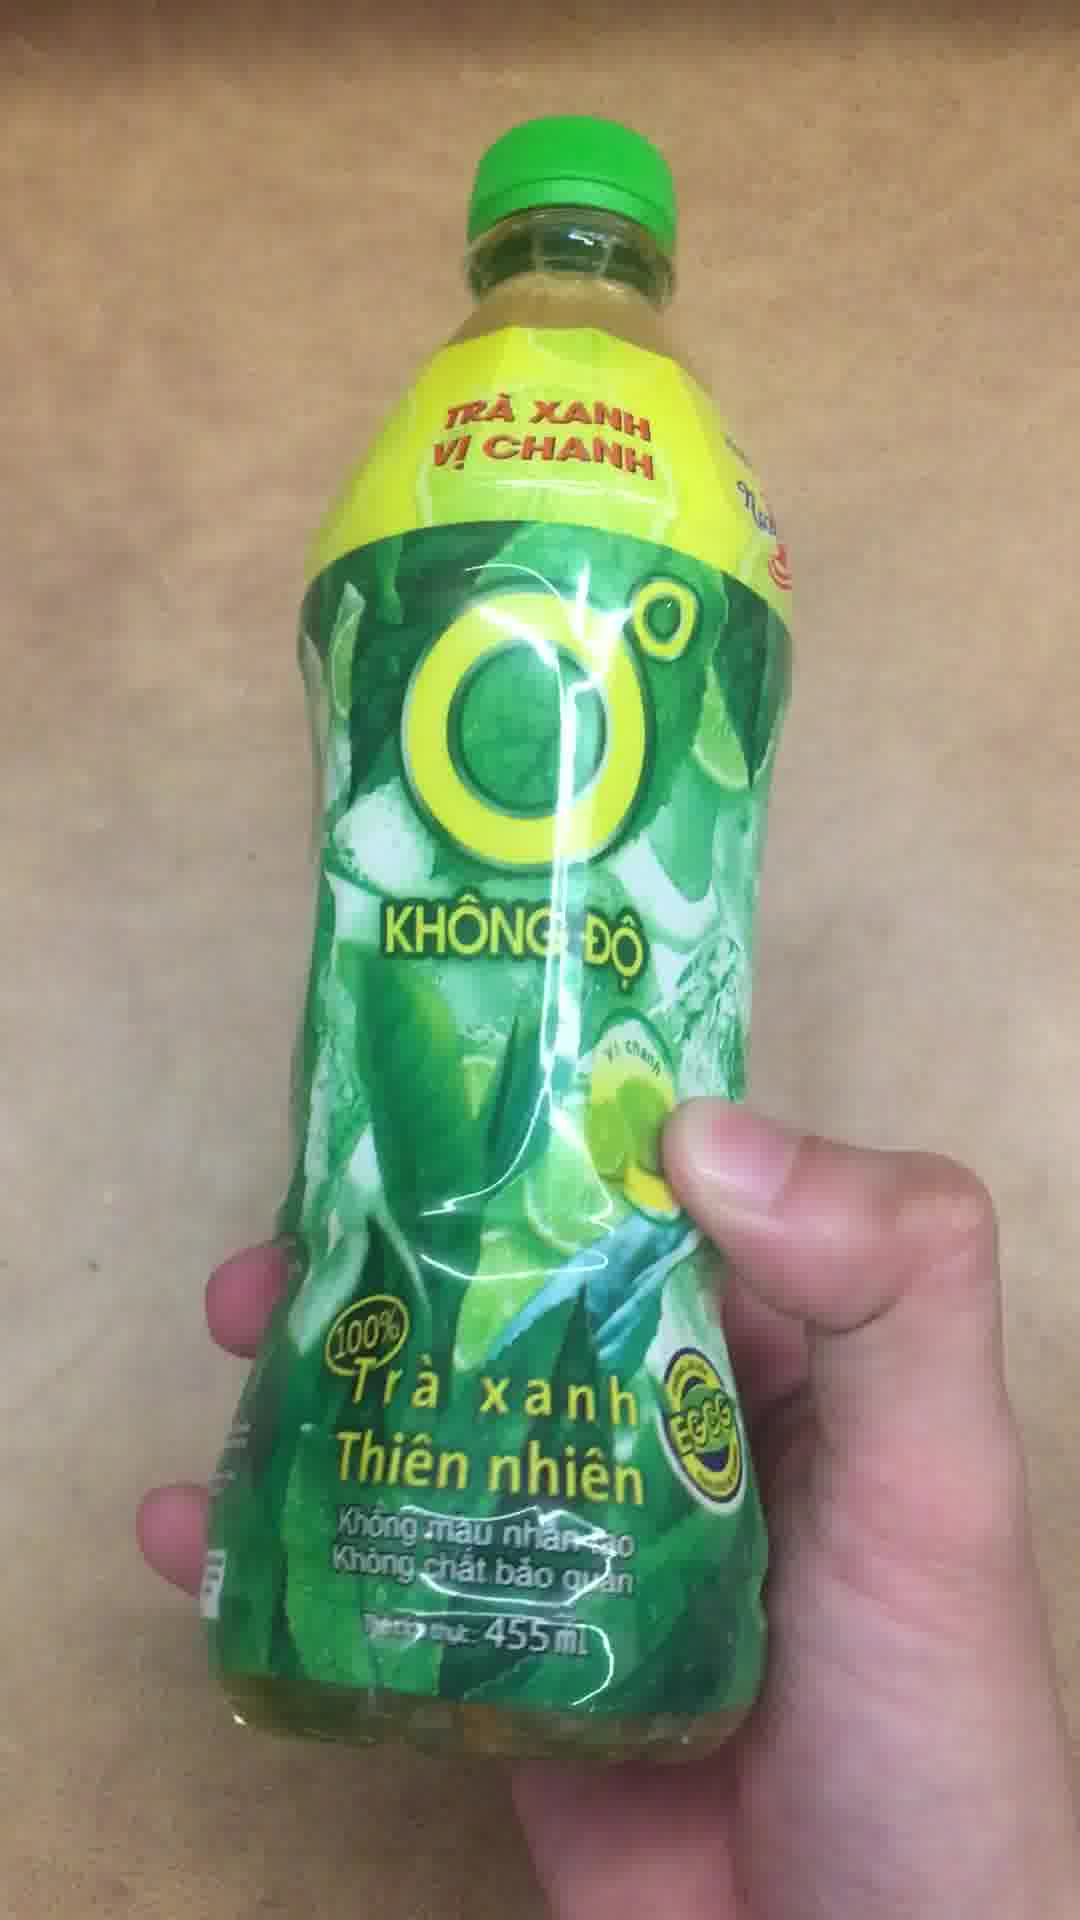 TRÀ XANH
VỊ CHANH
0°
KHÔNG ĐỘ
Vị chanh
100%
Trà xanh
EGCG
Thiên nhiên
Không màu nhân tạo
Không chất bảo quản
455ml